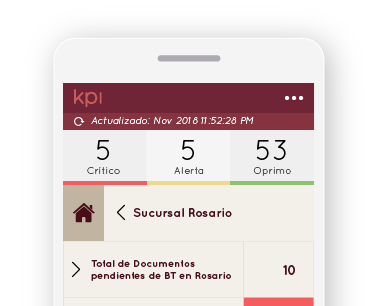 kpi
Actualizado: Nov 2018 11:52:28 PM
5 5 53
Crítico Alerta Oprimo
Sucursal Rosario
Total de Documentos
pendientes de BT en Rosario
10